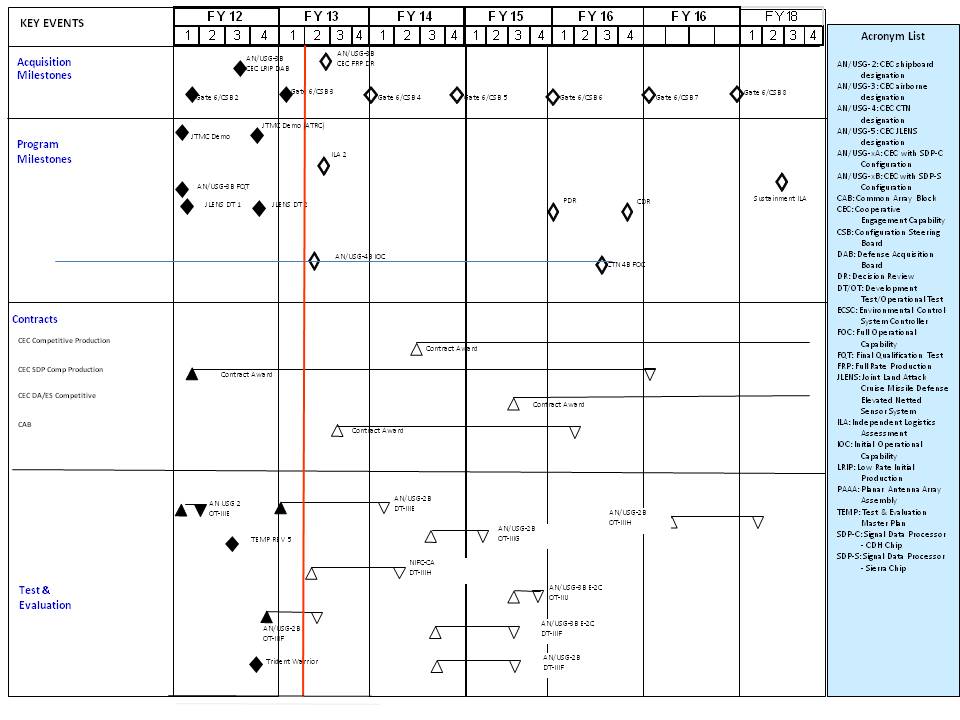 KEY EVENTS
FY 12
FY 13
FY 14
FY 15
FY 16
FY 16
FY 18
1 2 3 4
1 2 3 4
1 2 3 4
1 2 3 4
1 2 3 4
1 2 3 4
Acquisition
Milestones
AN/USG-3B
CEC LRIP DAB
AN/USG-3B
CEC FRP DR
Gate 6/CSB 2
Gate 6/CSB 3
Gate 6/CSB 4
Gate 6/CSB 5
Gate 6/CSB 6
Gate 6/CSB 7
Gate 6/CSB 8
Program
Milestones
JTMC Demo
JTMC Demo (ATRC)
ILA 2
AN/USG-3B FQT
JLENS DT 1
JLENS DT 2
PDR
CDR
Sustainment ILA
AN/USG-4B IOC
CTN 4B FOC
Contracts
CEC Competitive Production
Contract Award
CEC SDP Comp Production
Contract Award
CEC DA/ES Competitive
Contract Award
CAB
Contract Award
Test &
Evaluation
AN USG 2
OT-IIIE
AN/USG-2B
DT-IIIE
AN/USG-2B
OT-IIIG
AN/USG-2B
OT-IIIH
TEMP REV 5
NIFC-CA
DT-IIIH
AN/USG-3B E-2C
OT-IIIJ
AN/USG-2B
OT-IIIF
AN/USG-3B E-2C
DT-IIIF
Trident Warrior
AN/USG-2B
DT-IIIF
Acronym List
AN/USG-2: CEC shipboard
designation
AN/USG-3: CEC airborne
designation
AN/USG-4: CEC CTN
designation
AN/USG-5: CEC JLENS
designation
AN/USG-xA: CEC with SDP-C
Configuration
AN/USG-xB: CEC with SDP-S
Configuration
CAB: Common Array Block
CEC: Cooperative
Engagement Capability
CSB: Configuration Steering
Board
DAB: Defense Acquisition
Board
DR: Decision Review
DT/OT: Development
Test/Operational Test
ECSC: Environmental Control
System Controller
FOC: Full Operational
Capability
FQT: Final Qualification Test
FRP: Full Rate Production
JLENS: Joint Land Attack
Cruise Missile Defense
Elevated Netted
Sensor System
ILA: Independent Logistics
Assessment
IOC: Initial Operational
Capability
LRIP: Low Rate Initial
Production
PAAA: Planar Antenna Array
Assembly
TEMP: Test & Evaluation
Master Plan
SDP-C: Signal Data Processor
- CDH Chip
SDP-S: Signal Data Processor
- Sierra Chip